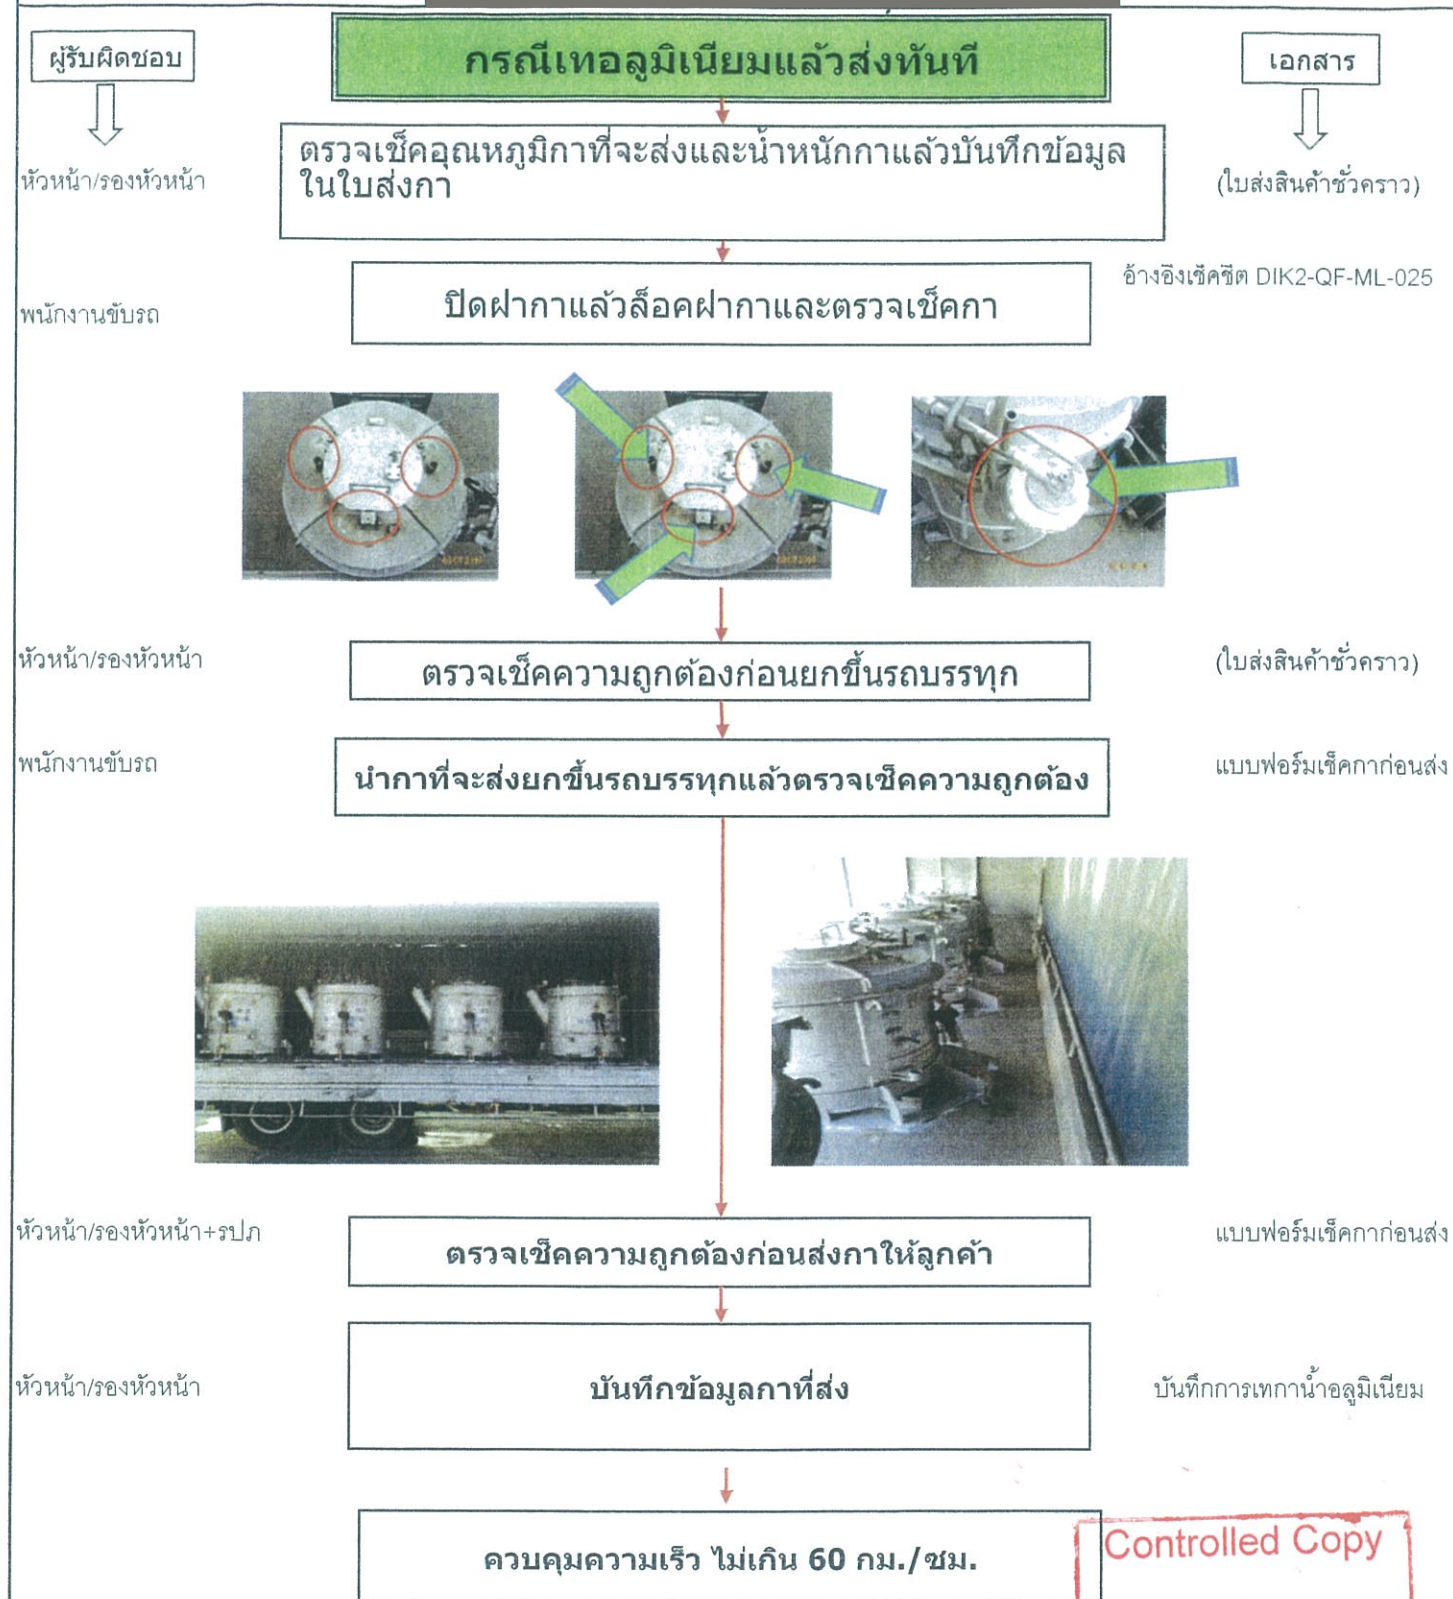 ผู้รับผิดชอบ
กรณีเทอลูมิเนียมแล้วส่งทันที
เอกสาร
หัวหน้า/รองหัวหน้า
ตรวจเช็คอุณหภูมิกาที่จะส่งและน้ำหนักกาแล้วบันทึกข้อมูล
ในใบส่งกา
(ใบส่งสินค้าชั่วคราว)
พนักงานขับรถ
ปิดฝากาแล้วล็อคฝากาและตรวจเช็คกา
อ้างอิงเช็คชีต DIK2-QF-ML-025
หัวหน้า/รองหัวหน้า
ตรวจเช็คความถูกต้องก่อนยกขึ้นรถบรรทุก
(ใบส่งสินค้าชั่วคราว)
พนักงานขับรถ
นำกาที่จะส่งยกขึ้นรถบรรทุกแล้วตรวจเช็คความถูกต้อง
แบบฟอร์มเช็คกาก่อนส่ง
หัวหน้า/รองหัวหน้า+รปภ
ตรวจเช็คความถูกต้องก่อนส่งกาให้ลูกค้า
แบบฟอร์มเช็คกาก่อนส่ง
หัวหน้า/รองหัวหน้า
บันทึกข้อมูลกาที่ส่ง
บันทึกการเทกาน้ำอลูมิเนียม
ควบคุมความเร็ว ไม่เกิน 60 กม./ชม.
Controlled Copy